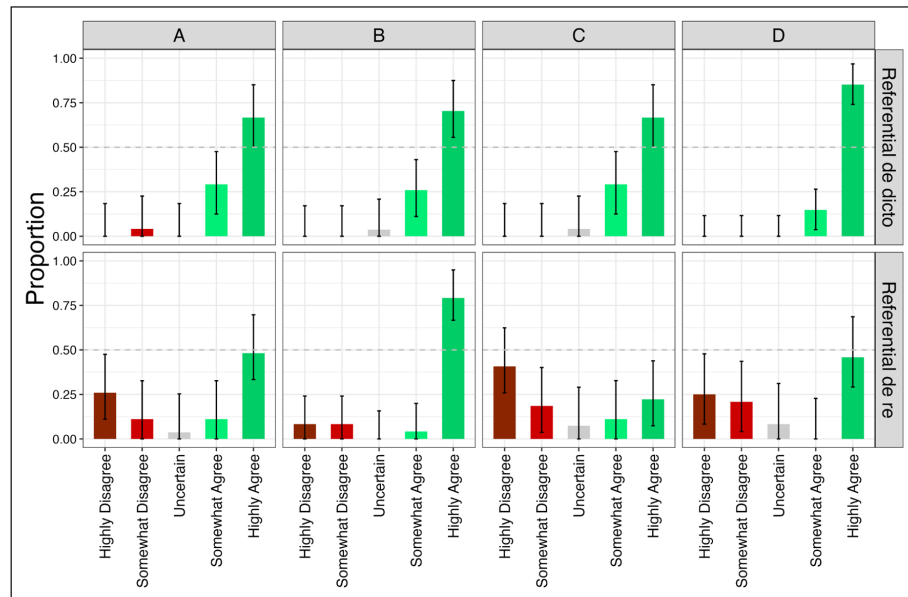 A B C D
Proportion
1.00
0.75
0.50
0.25
0.00
Referential de dicto
1.00
0.75
0.50
0.25
0.00
Referential de re
Highly Disagree Somewhat Disagree Uncertain Somewhat Agree Highly Agree Highly Disagree Somewhat Disagree Uncertain Somewhat Agree Highly Agree Highly Disagree Somewhat Disagree Uncertain Somewhat Agree Highly Agree Highly Disagree Somewhat Disagree Uncertain Somewhat Agree Highly Agree